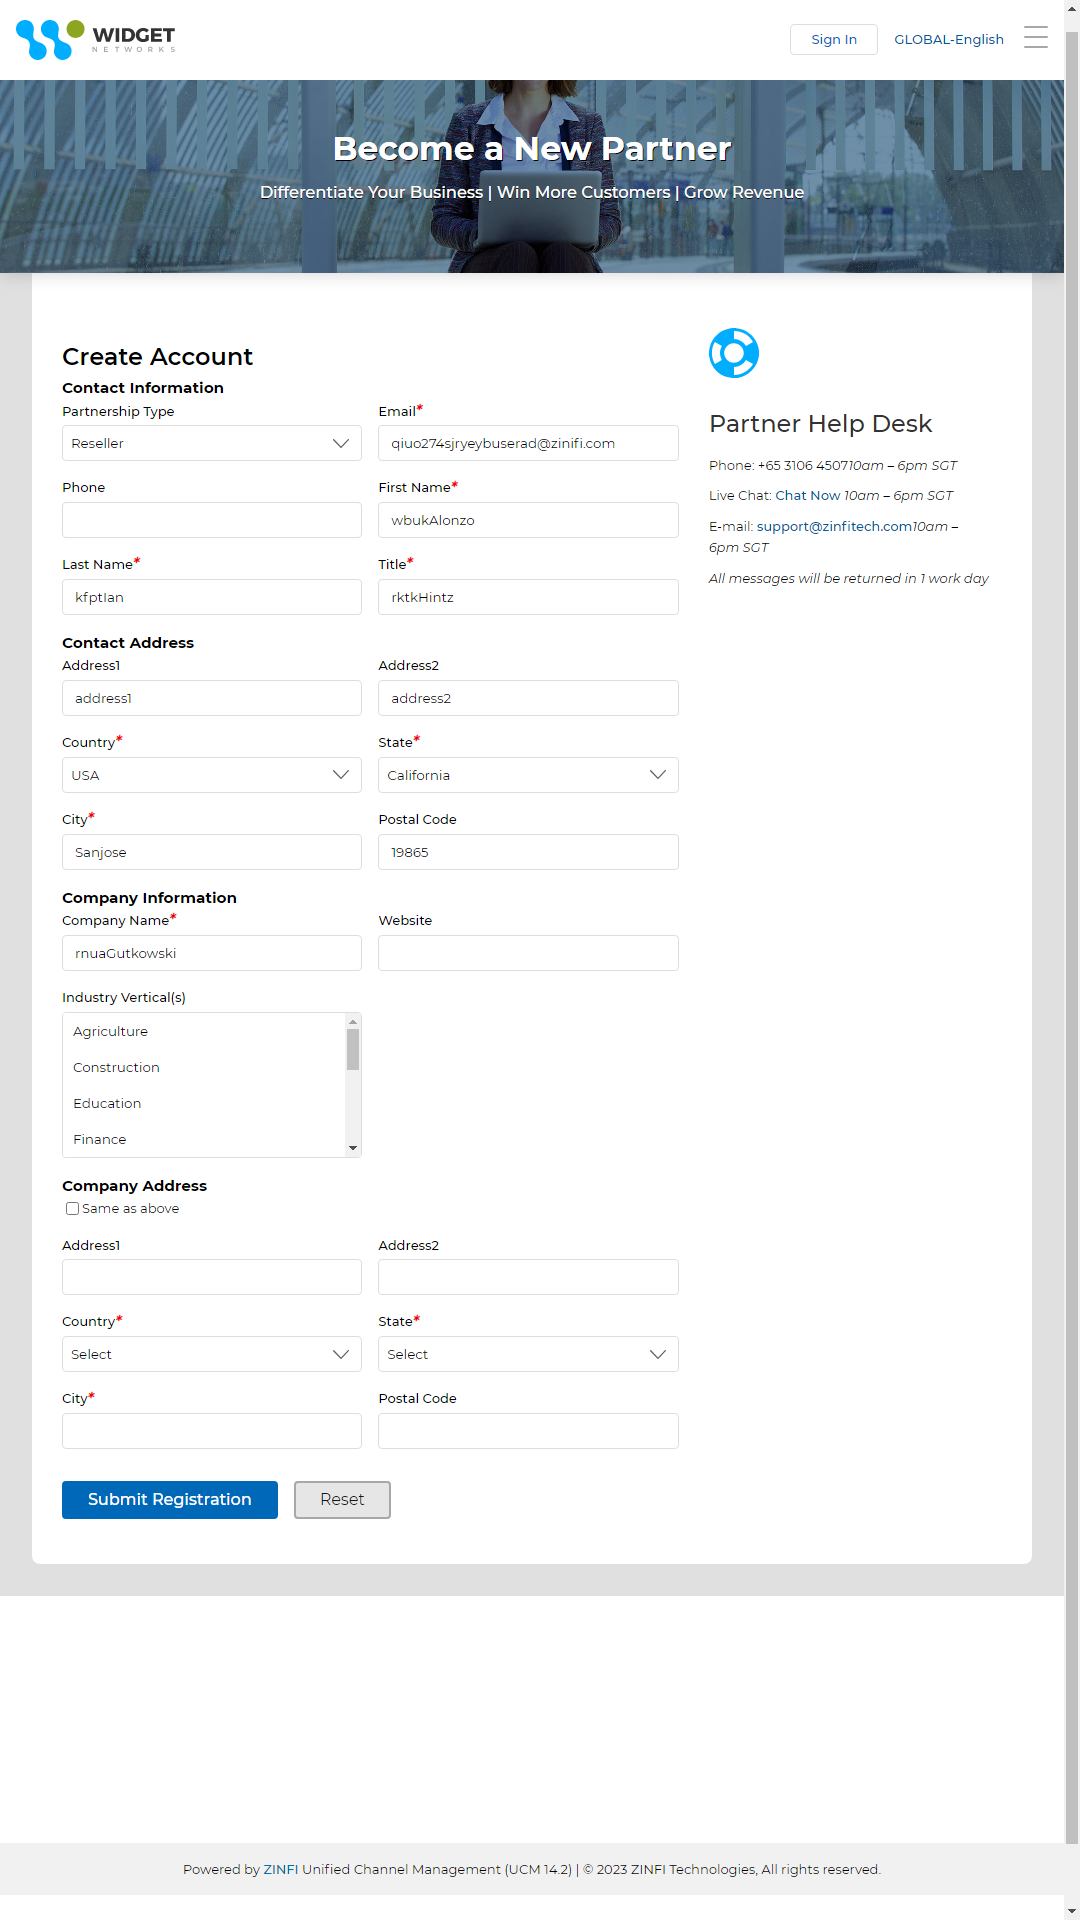 WIDGET
NETWORKS
Sign In
GLOBAL-English
Become a New Partner
Differentiate Your Business | Win More Customers | Grow Revenue
Create Account
Contact Information
Partnership Type
Email*
Reseller
qiuo274sjryeybuserad@zinifi.com
Phone
First Name*
wbukAlonzo
Last Name*
Title*
kfptIan
rktkHintz
Contact Address
Address1
Address2
address1
address2
Country*
State*
USA
California
City*
Postal Code
Sanjose
19865
Company Information
Company Name*
Website
rnuaGutkowski
Industry Vertical(s)
Agriculture
Construction
Education
Finance
Company Address
Same as above
Address1
Address2
Country*
State*
Select
Select
City*
Postal Code
Submit Registration
Reset
Partner Help Desk
Phone: +65 3106 450710am – 6pm SGT
Live Chat: Chat Now 10am – 6pm SGT
E-mail: support@zinfitech.com10am –
6pm SGT
All messages will be returned in 1 work day
Powered by ZINFI Unified Channel Management (UCM 14.2) | © 2023 ZINFI Technologies, All rights reserved.